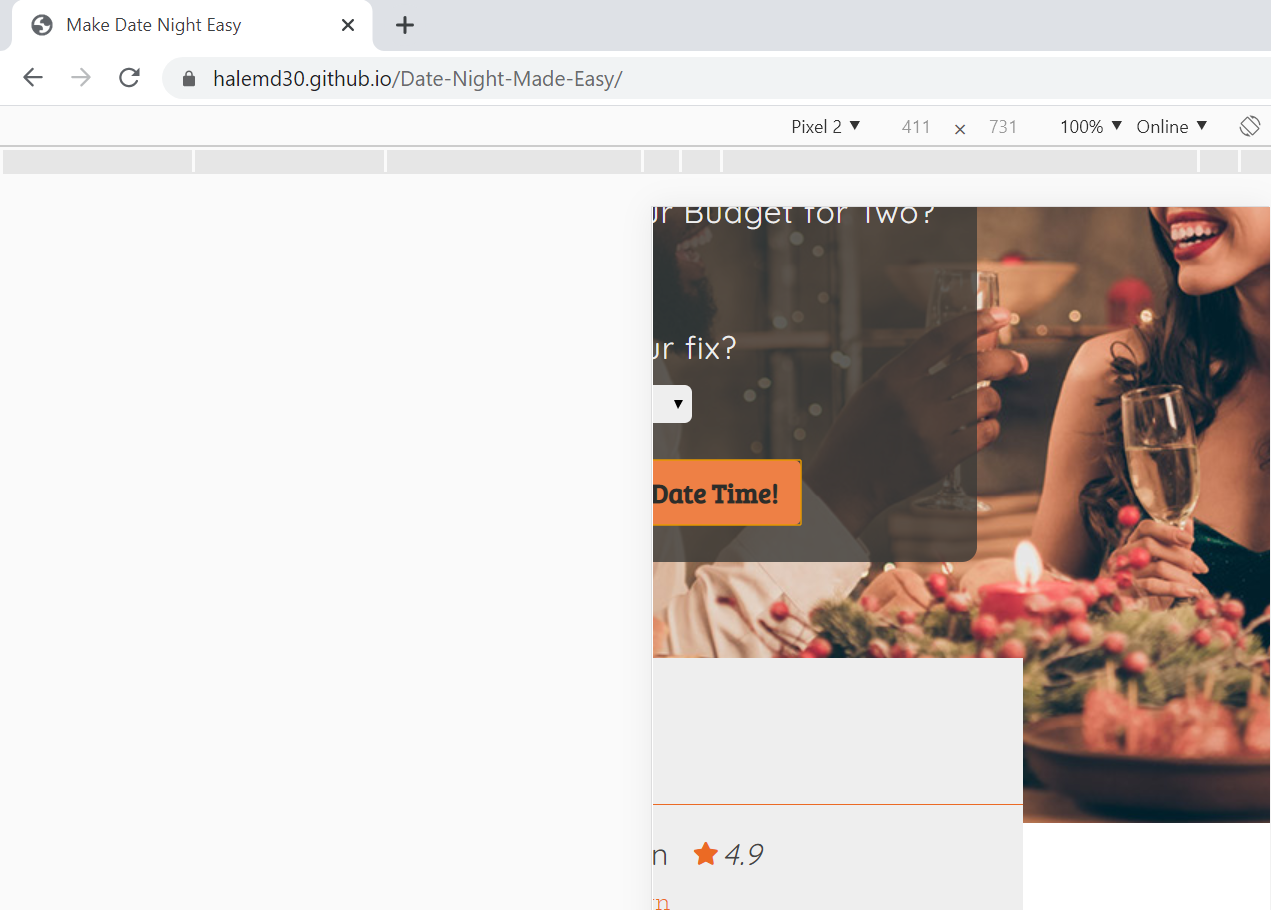 Make Date Night Easy
halemd30.github.io/Date-Night-Made-Easy/
Pixel 2 ▼ 411 × 731 100% ▼ Online ▼
ur Budget for Two?
ur fix?
Date Time!
n 4.9
rn